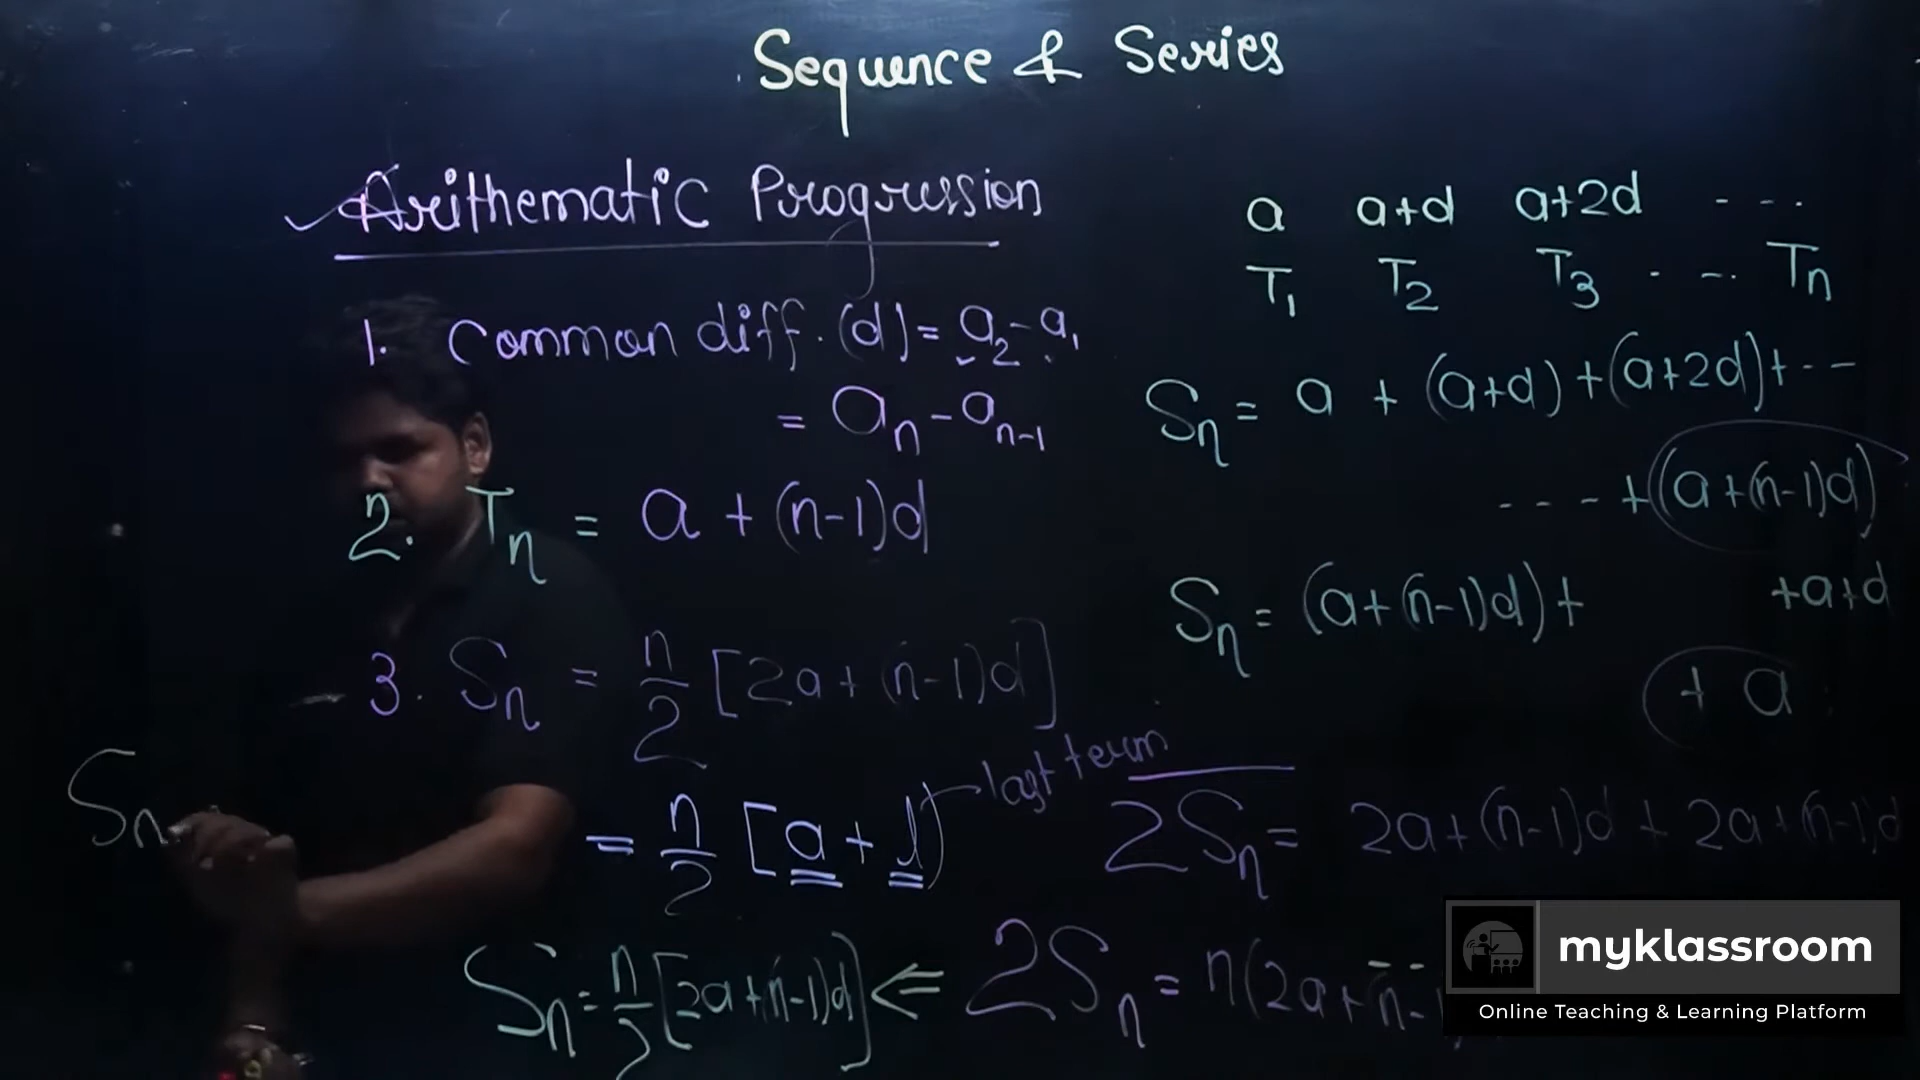 Sequence & Series
Arithematic Progression
1. Common diff. (d) = a₂ - a₁
= aₙ - aₙ₋₁
2. Tₙ = a + (n-1)d
3. Sₙ = n/2 [2a + (n-1)d]
= n/2 [a + l) last term
Sₙ
Sₙ = n/2 [2a+(n-1)d] ⇐ 2Sₙ = n(2a+n-
a a+d a+2d - - -
T₁ T₂ T₃ - - - Tₙ
Sₙ = a + (a+d) + (a+2d) + - -
- - - + (a+(n-1)d)
Sₙ = (a+(n-1)d) + +a+d
+ a
2Sₙ = 2a+(n-1)d + 2a+(n-1)d
myklassroom
Online Teaching & Learning Platform